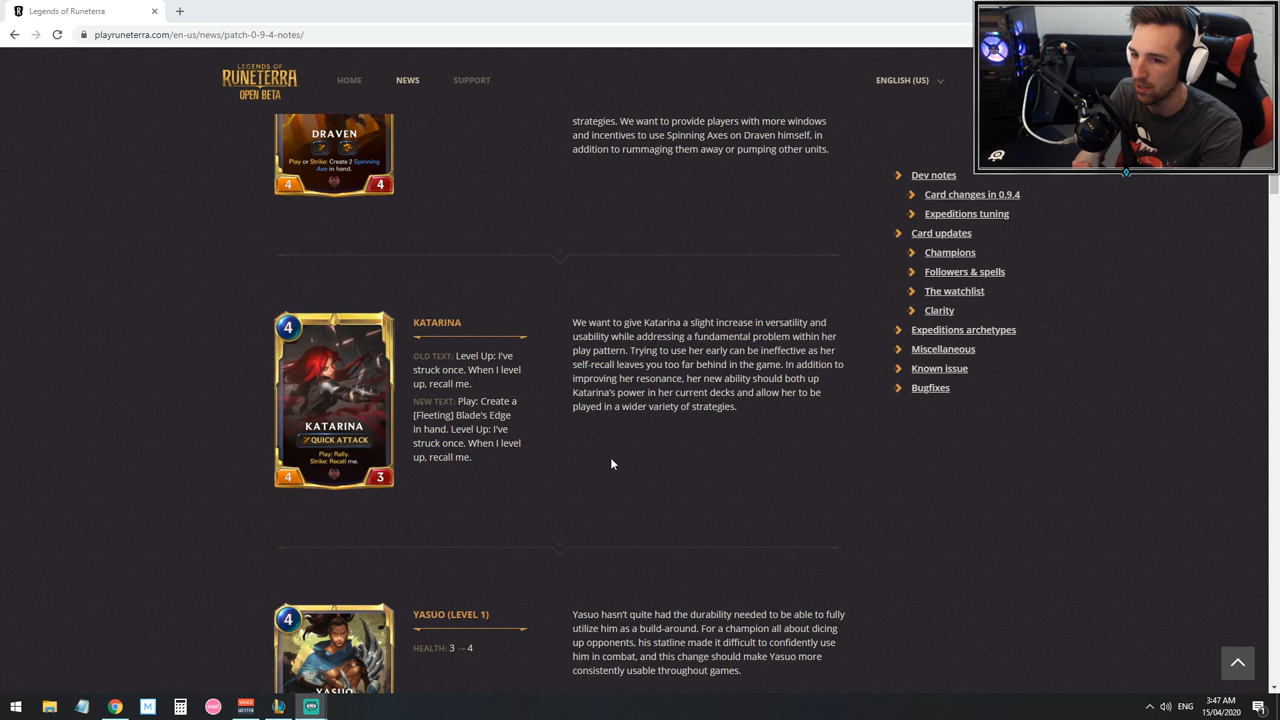 Legends of Runeterra
playruneterra.com/en-us/news/patch-0-9-4-notes/
LEGENDS OF
RUNETERRA
OPEN BETA
HOME
NEWS
SUPPORT
ENGLISH (US)
DRAVEN
Play or Strike: Create 2 Spinning
Axe in hand.
4
4
strategies. We want to provide players with more windows
and incentives to use Spinning Axes on Draven himself, in
addition to rummaging them away or pumping other units.
Dev notes
Card changes in 0.9.4
Expeditions tuning
Card updates
Champions
Followers & spells
The watchlist
Clarity
Expeditions archetypes
Miscellaneous
Known issue
Bugfixes
4
KATARINA
QUICK ATTACK
Play: Rally.
Strike: Recall me.
4
3
KATARINA
OLD TEXT: Level Up: I've
struck once. When I level
up, recall me.
NEW TEXT: Play: Create a
[Fleeting] Blade's Edge
in hand. Level Up: I've
struck once. When I level
up, recall me.
We want to give Katarina a slight increase in versatility and
usability while addressing a fundamental problem within her
play pattern. Trying to use her early can be ineffective as her
self-recall leaves you too far behind in the game. In addition to
improving her resonance, her new ability should both up
Katarina's power in her current decks and allow her to be
played in a wider variety of strategies.
4
YASUO
YASUO (LEVEL 1)
HEALTH: 3 → 4
Yasuo hasn't quite had the durability needed to be able to fully
utilize him as a build-around. For a champion all about dicing
up opponents, his statline made it difficult to confidently use
him in combat, and this change should make Yasuo more
consistently usable throughout games.
ENG
3:47 AM
15/04/2020